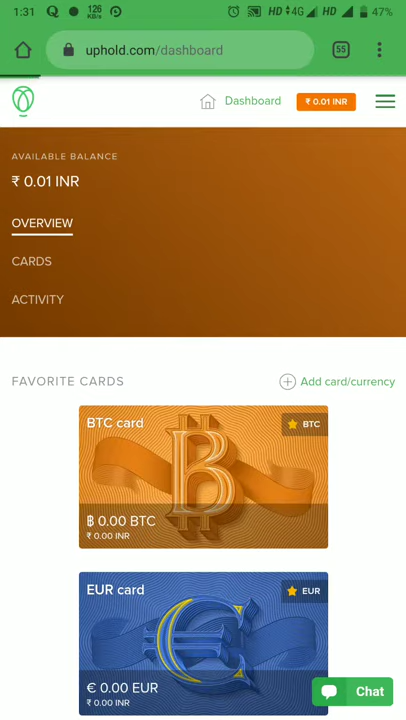 1:31
126
KB/s
HD 4G HD 47%
uphold.com/dashboard
55
Dashboard
₹ 0.01 INR
AVAILABLE BALANCE
₹ 0.01 INR
OVERVIEW
CARDS
ACTIVITY
FAVORITE CARDS
Add card/currency
BTC card
BTC
฿ 0.00 BTC
₹ 0.00 INR
EUR card
EUR
€ 0.00 EUR
₹ 0.00 INR
Chat